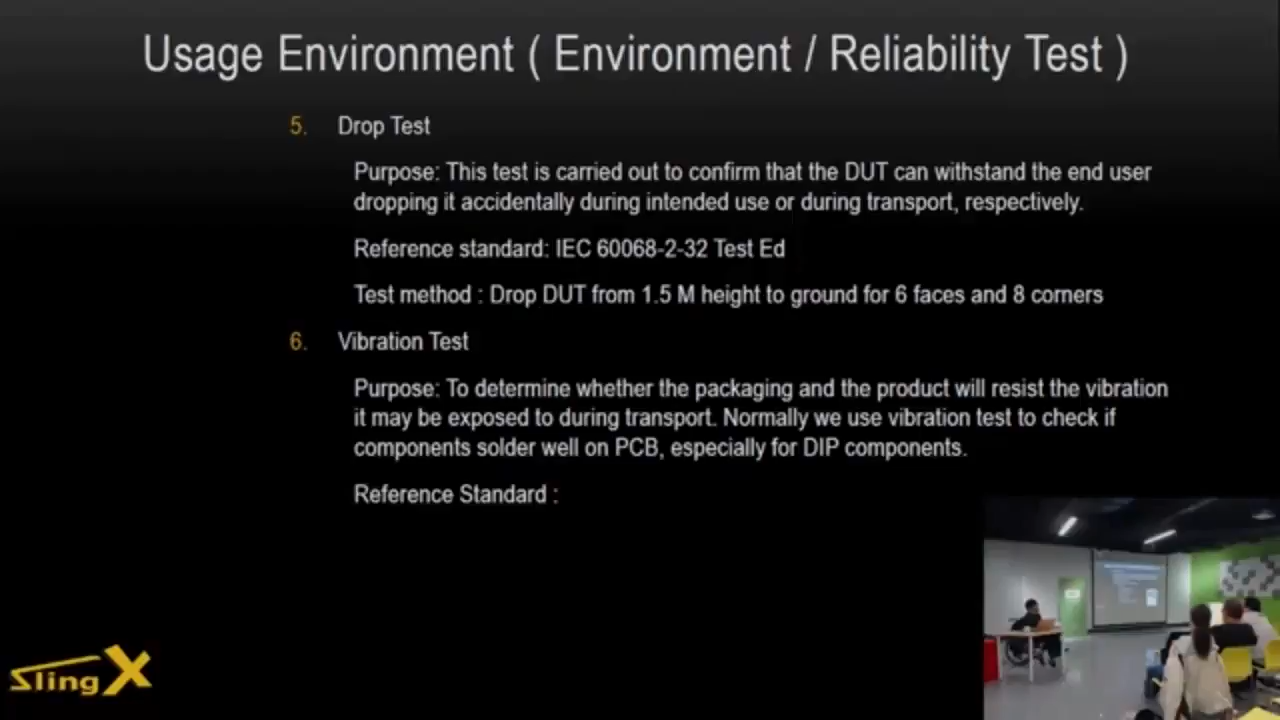 Usage Environment ( Environment / Reliability Test )
5. Drop Test
Purpose: This test is carried out to confirm that the DUT can withstand the end user
dropping it accidentally during intended use or during transport, respectively.
Reference standard: IEC 60068-2-32 Test Ed
Test method : Drop DUT from 1.5 M height to ground for 6 faces and 8 corners
6. Vibration Test
Purpose: To determine whether the packaging and the product will resist the vibration
it may be exposed to during transport. Normally we use vibration test to check if
components solder well on PCB, especially for DIP components.
Reference Standard :
SlingX